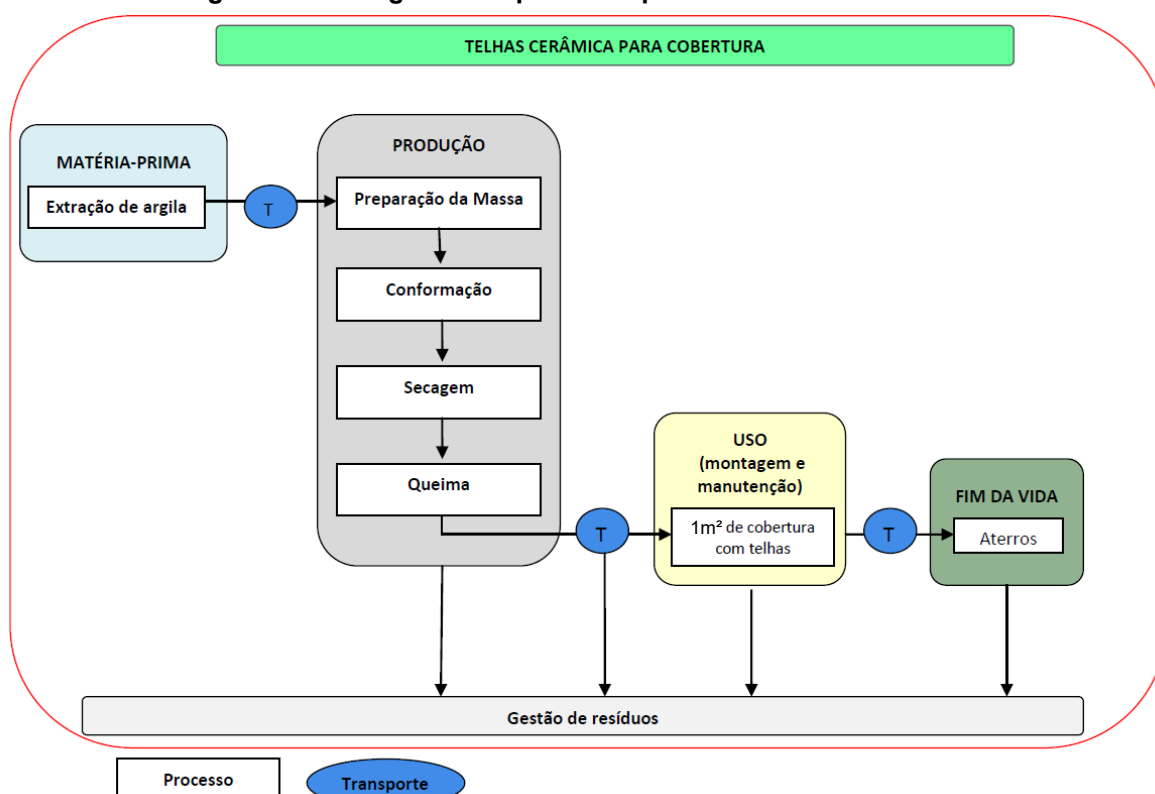 TELHAS CERÂMICA PARA COBERTURA
MATÉRIA-PRIMA
Extração de argila
T
PRODUÇÃO
Preparação da Massa
Conformação
Secagem
Queima
T
USO
(montagem e
manutenção)
1m² de cobertura
com telhas
T
FIM DA VIDA
Aterros
Gestão de resíduos
Processo
Transporte